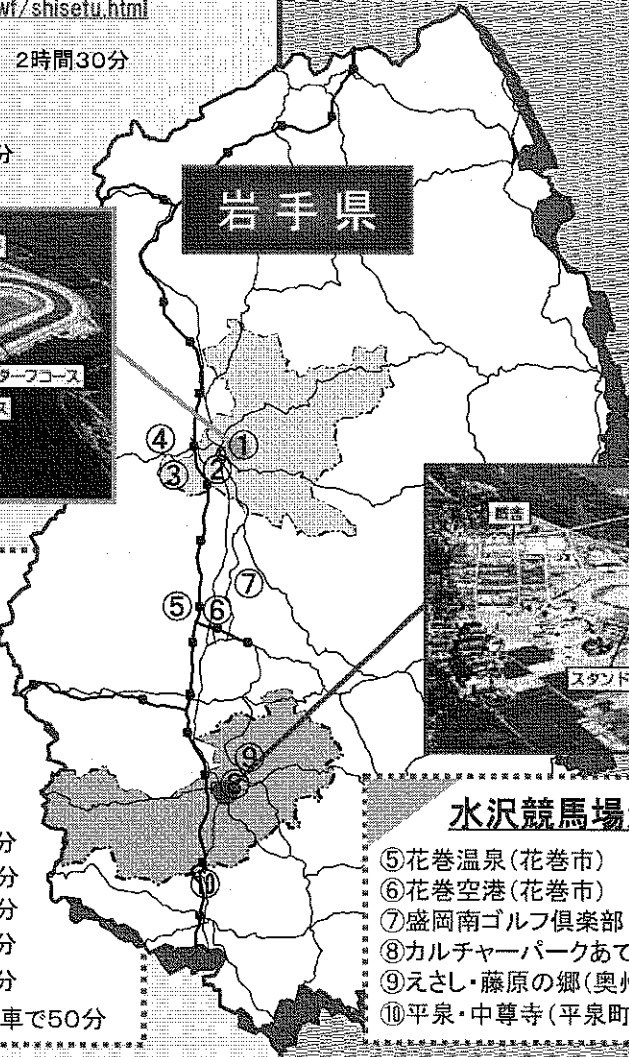 wf/shisetu.html
2時間30分
分
岩手県
ターフコース
ス
④
①
③
②
厩舎
⑦
⑤
⑥
スタンド
⑨
⑧
⑩
水沢競馬場
分
⑤花巻温泉(花巻市)
分
⑥花巻空港(花巻市)
分
⑦盛岡南ゴルフ倶楽部
分
⑧カルチャーパークあて
分
⑨えさし・藤原の郷(奥州
車で50分
⑩平泉・中尊寺(平泉町